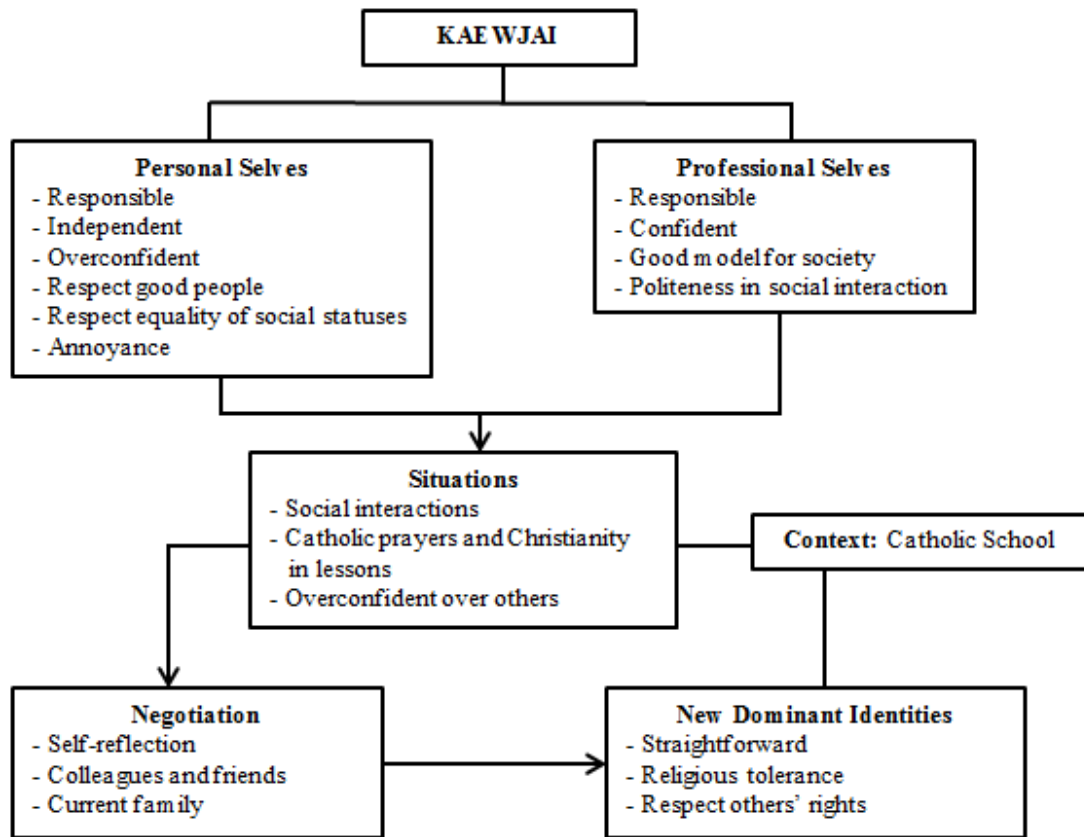 KAEWJAI
Personal Selves
- Responsible
- Independent
- Overconfident
- Respect good people
- Respect equality of social statuses
- Annoyance
Professional Selves
- Responsible
- Confident
- Good model for society
- Politeness in social interaction
Situations
- Social interactions
- Catholic prayers and Christianity
in lessons
- Overconfident over others
Context: Catholic School
Negotiation
- Self-reflection
- Colleagues and friends
- Current family
New Dominant Identities
- Straightforward
- Religious tolerance
- Respect others' rights